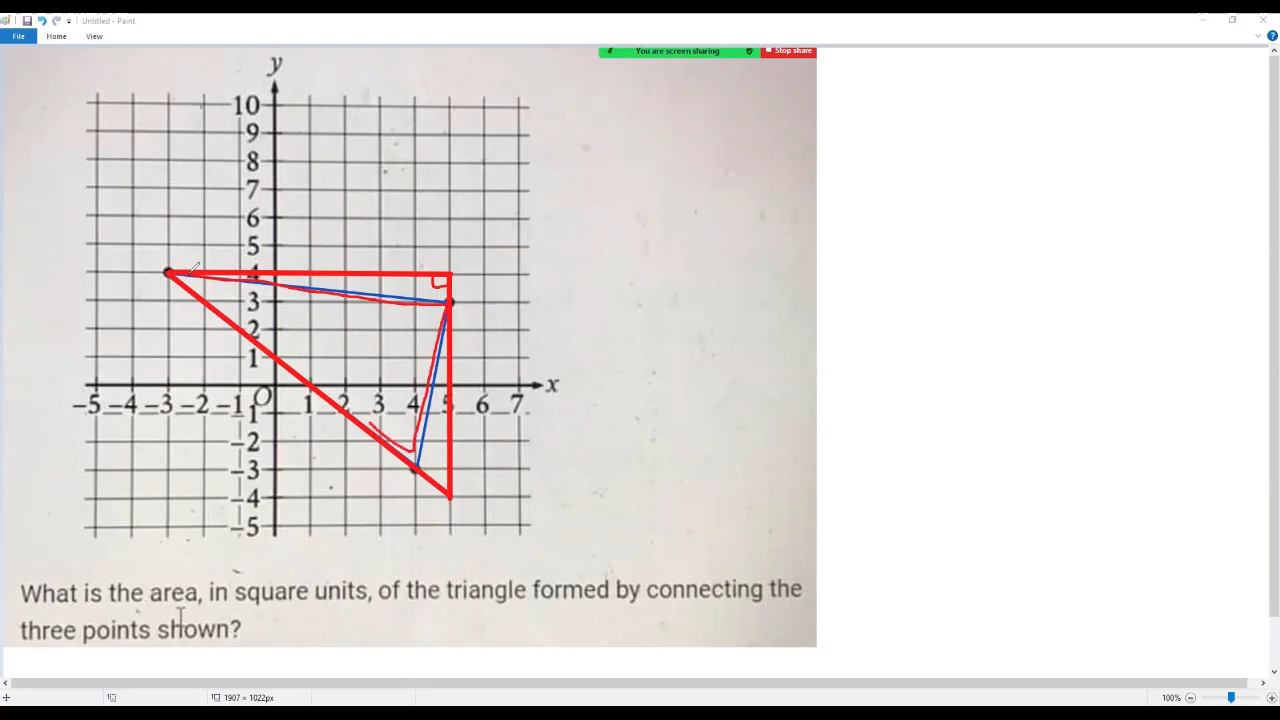 Untitled - Paint
File Home View
You are screen sharing Stop share
y
10
9
8
7
6
5
4
3
2
1
O x
-5 -4 -3 -2 -1 1 2 3 4 5 6 7
1
-2
-3
-4
-5
What is the area, in square units, of the triangle formed by connecting the
three points shown?
1907 × 1022px 100%